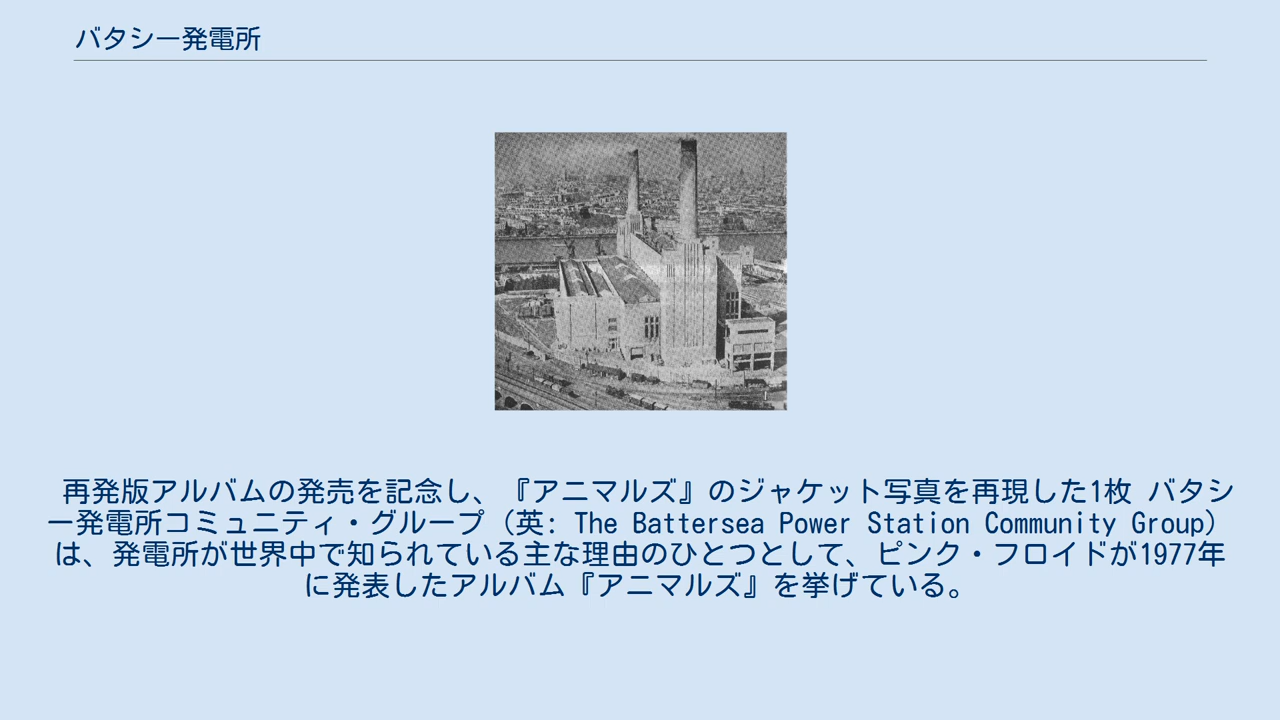 バタシー発電所
再発版アルバムの発売を記念し、『アニマルズ』のジャケット写真を再現した1枚 バタシ
ー発電所コミュニティ・グループ（英: The Battersea Power Station Community Group）
は、発電所が世界中で知られている主な理由のひとつとして、ピンク・フロイドが1977年
に発表したアルバム『アニマルズ』を挙げている。